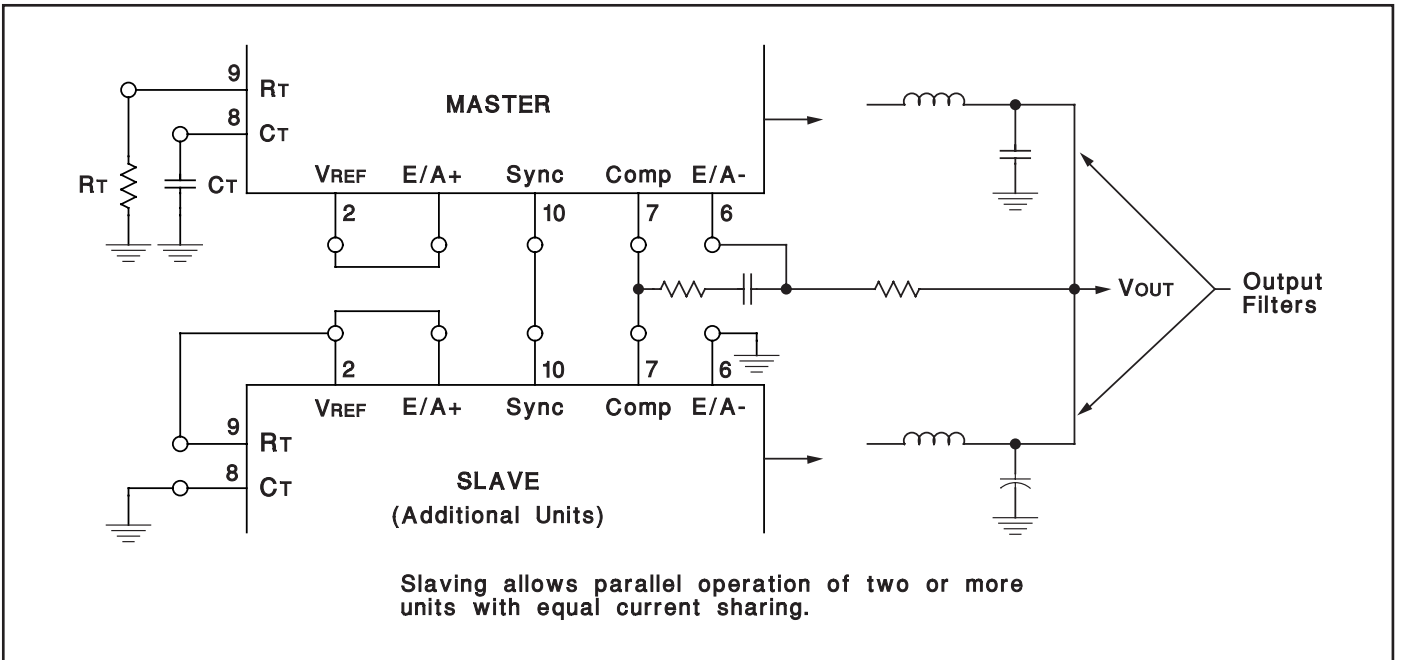 9
RT
MASTER
8
CT
VREF E/A+ Sync Comp E/A-
RT
CT
2
10
7
6
VOUT
Output
Filters
2
10
7
6
VREF E/A+ Sync Comp E/A-
9
RT
8
CT
SLAVE
(Additional Units)
Slaving allows parallel operation of two or more
units with equal current sharing.